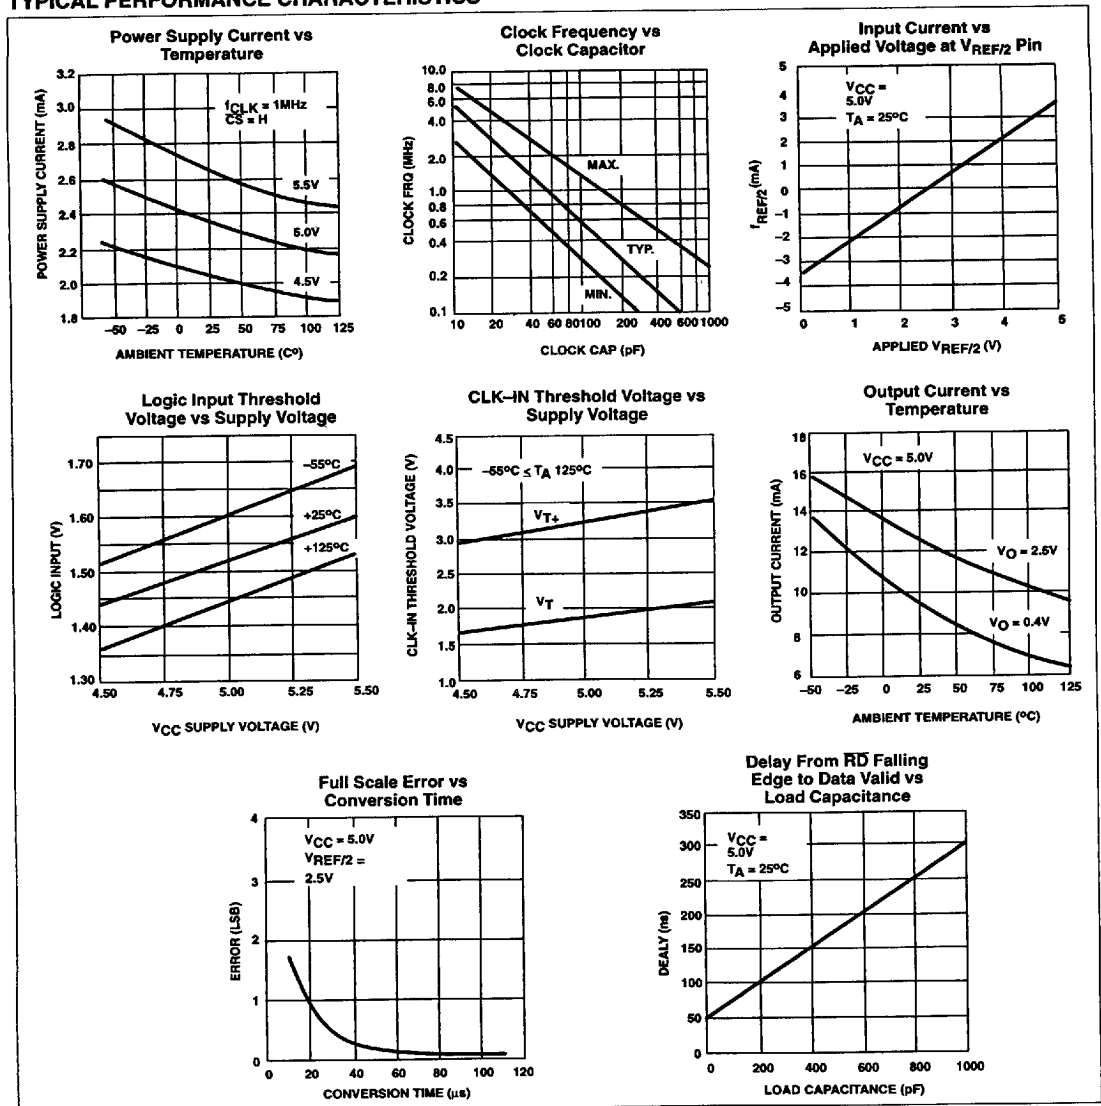 TYPICAL PERFORMANCE CHARACTERISTICS
Power Supply Current vs
Temperature
POWER SUPPLY CURRENT (mA)
3.2
3.0
2.8
2.6
2.4
2.2
2.0
1.8
fCLK = 1MHz
CS = H
5.5V
5.0V
4.5V
–50 –25 0 25 50 75 100 125
AMBIENT TEMPERATURE (C°)
Clock Frequency vs
Clock Capacitor
CLOCK FRQ (MHz)
10.0
8.0
6.0
4.0
2.0
1.0
0.8
0.6
0.4
0.2
0.1
MAX.
TYP.
MIN.
10 20 40 60 80 100 200 400 600 1000
CLOCK CAP (pF)
Input Current vs
Applied Voltage at VREF/2 Pin
fREF/2 (mA)
5
4
3
2
1
0
–1
–2
–3
–4
–5
VCC =
5.0V
TA = 25°C
0 1 2 3 4 5
APPLIED VREF/2 (V)
Logic Input Threshold
Voltage vs Supply Voltage
LOGIC INPUT (V)
1.70
1.60
1.50
1.40
1.30
–55°C
+25°C
+125°C
4.50 4.75 5.00 5.25 5.50
VCC SUPPLY VOLTAGE (V)
CLK–IN Threshold Voltage vs
Supply Voltage
CLK–IN THRESHOLD VOLTAGE (V)
4.5
4.0
3.5
3.0
2.5
2.0
1.5
1.0
–55°C ≤ TA 125°C
VT+
VT
4.50 4.75 5.00 5.25 5.50
VCC SUPPLY VOLTAGE (V)
Output Current vs
Temperature
OUTPUT CURRENT (mA)
18
16
14
12
10
8
6
VCC = 5.0V
VO = 2.5V
VO = 0.4V
–50 –25 0 25 50 75 100 125
AMBIENT TEMPERATURE (°C)
Full Scale Error vs
Conversion Time
ERROR (LSB)
4
3
2
1
0
VCC = 5.0V
VREF/2 =
2.5V
0 20 40 60 80 100 120
CONVERSION TIME (µs)
Delay From RD Falling
Edge to Data Valid vs
Load Capacitance
DEALY (ns)
350
300
250
200
150
100
50
0
VCC =
5.0V
TA = 25°C
0 200 400 600 800 1000
LOAD CAPACITANCE (pF)